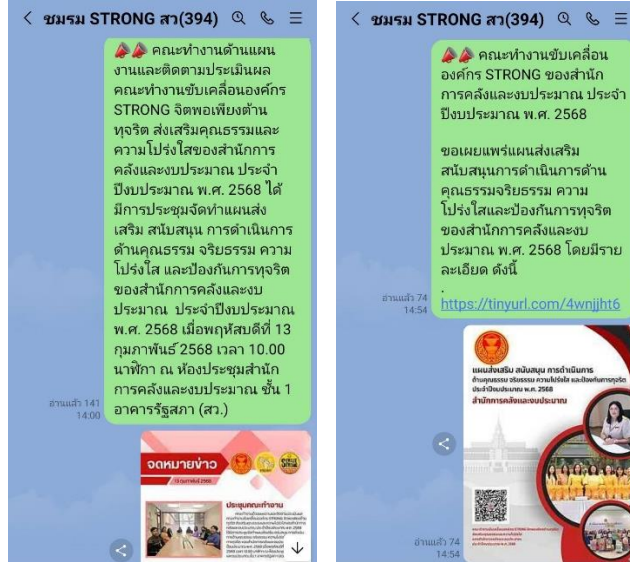 ชมรม STRONG สว(394)
คณะทำงานด้านแผน
งานและติดตามประเมินผล
คณะทำงานขับเคลื่อนองค์กร
STRONG จิตพอเพียงต้าน
ทุจริต ส่งเสริมคุณธรรมและ
ความโปร่งใสของสำนักการ
คลังและงบประมาณ ประจำ
ปีงบประมาณ พ.ศ. 2568 ได้
มีการประชุมจัดทำแผนส่ง
เสริม สนับสนุน การดำเนินการ
ด้านคุณธรรม จริยธรรม ความ
โปร่งใส และป้องกันการทุจริต
ของสำนักการคลังและงบ
ประมาณ ประจำปีงบประมาณ
พ.ศ. 2568 เมื่อพฤหัสบดีที่ 13
กุมภาพันธ์ 2568 เวลา 10.00
นาฬิกา ณ ห้องประชุมสำนัก
การคลังและงบประมาณ ชั้น 1
อาคารรัฐสภา (สว.)
อ่านแล้ว 141
14:00
จดหมายข่าว
13 กุมภาพันธ์ 2568
ประชุมคณะทำงาน
ชมรม STRONG สว(394)
คณะทำงานขับเคลื่อน
องค์กร STRONG ของสำนัก
การคลังและงบประมาณ ประจำ
ปีงบประมาณ พ.ศ. 2568
ขอเผยแพร่แผนส่งเสริม
สนับสนุนการดำเนินการด้าน
คุณธรรมจริยธรรม ความ
โปร่งใสและป้องกันการทุจริต
ของสำนักการคลังและงบ
ประมาณ พ.ศ. 2568 โดยมีราย
ละเอียด ดังนี้
.
https://tinyurl.com/4wnjjht6
อ่านแล้ว 74
14:54
แผนส่งเสริม สนับสนุน การดำเนินการ
ด้านคุณธรรม จริยธรรม ความโปร่งใส และป้องกันการทุจริต
ประจำปีงบประมาณ พ.ศ. 2568
สำนักการคลังและงบประมาณ
อ่านแล้ว 74
14:54